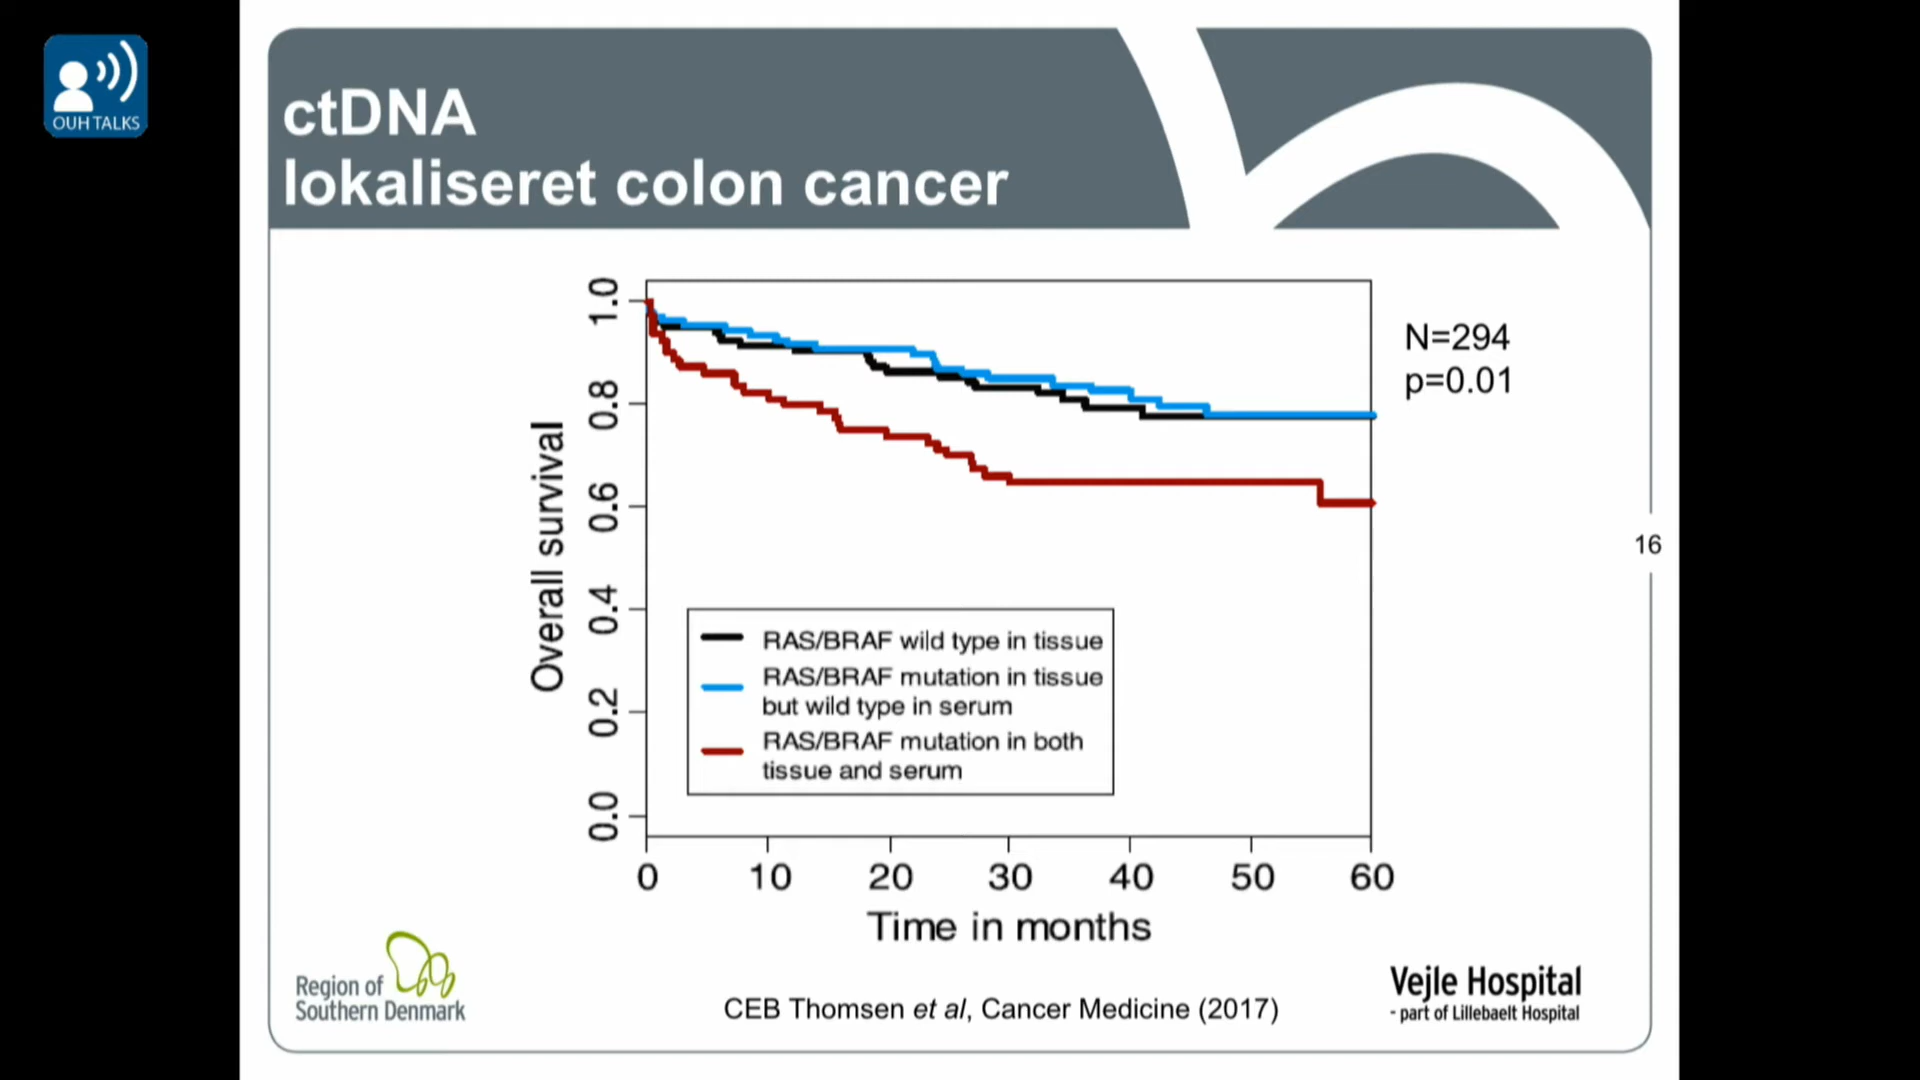 OUH TALKS
ctDNA
lokaliseret colon cancer
1.0
0.8
0.6
0.4
0.2
0.0
Overall survival
N=294
p=0.01
RAS/BRAF wild type in tissue
RAS/BRAF mutation in tissue
but wild type in serum
RAS/BRAF mutation in both
tissue and serum
16
0 10 20 30 40 50 60
Time in months
Region of
Southern Denmark
CEB Thomsen et al, Cancer Medicine (2017)
Vejle Hospital
- part of Lillebaelt Hospital